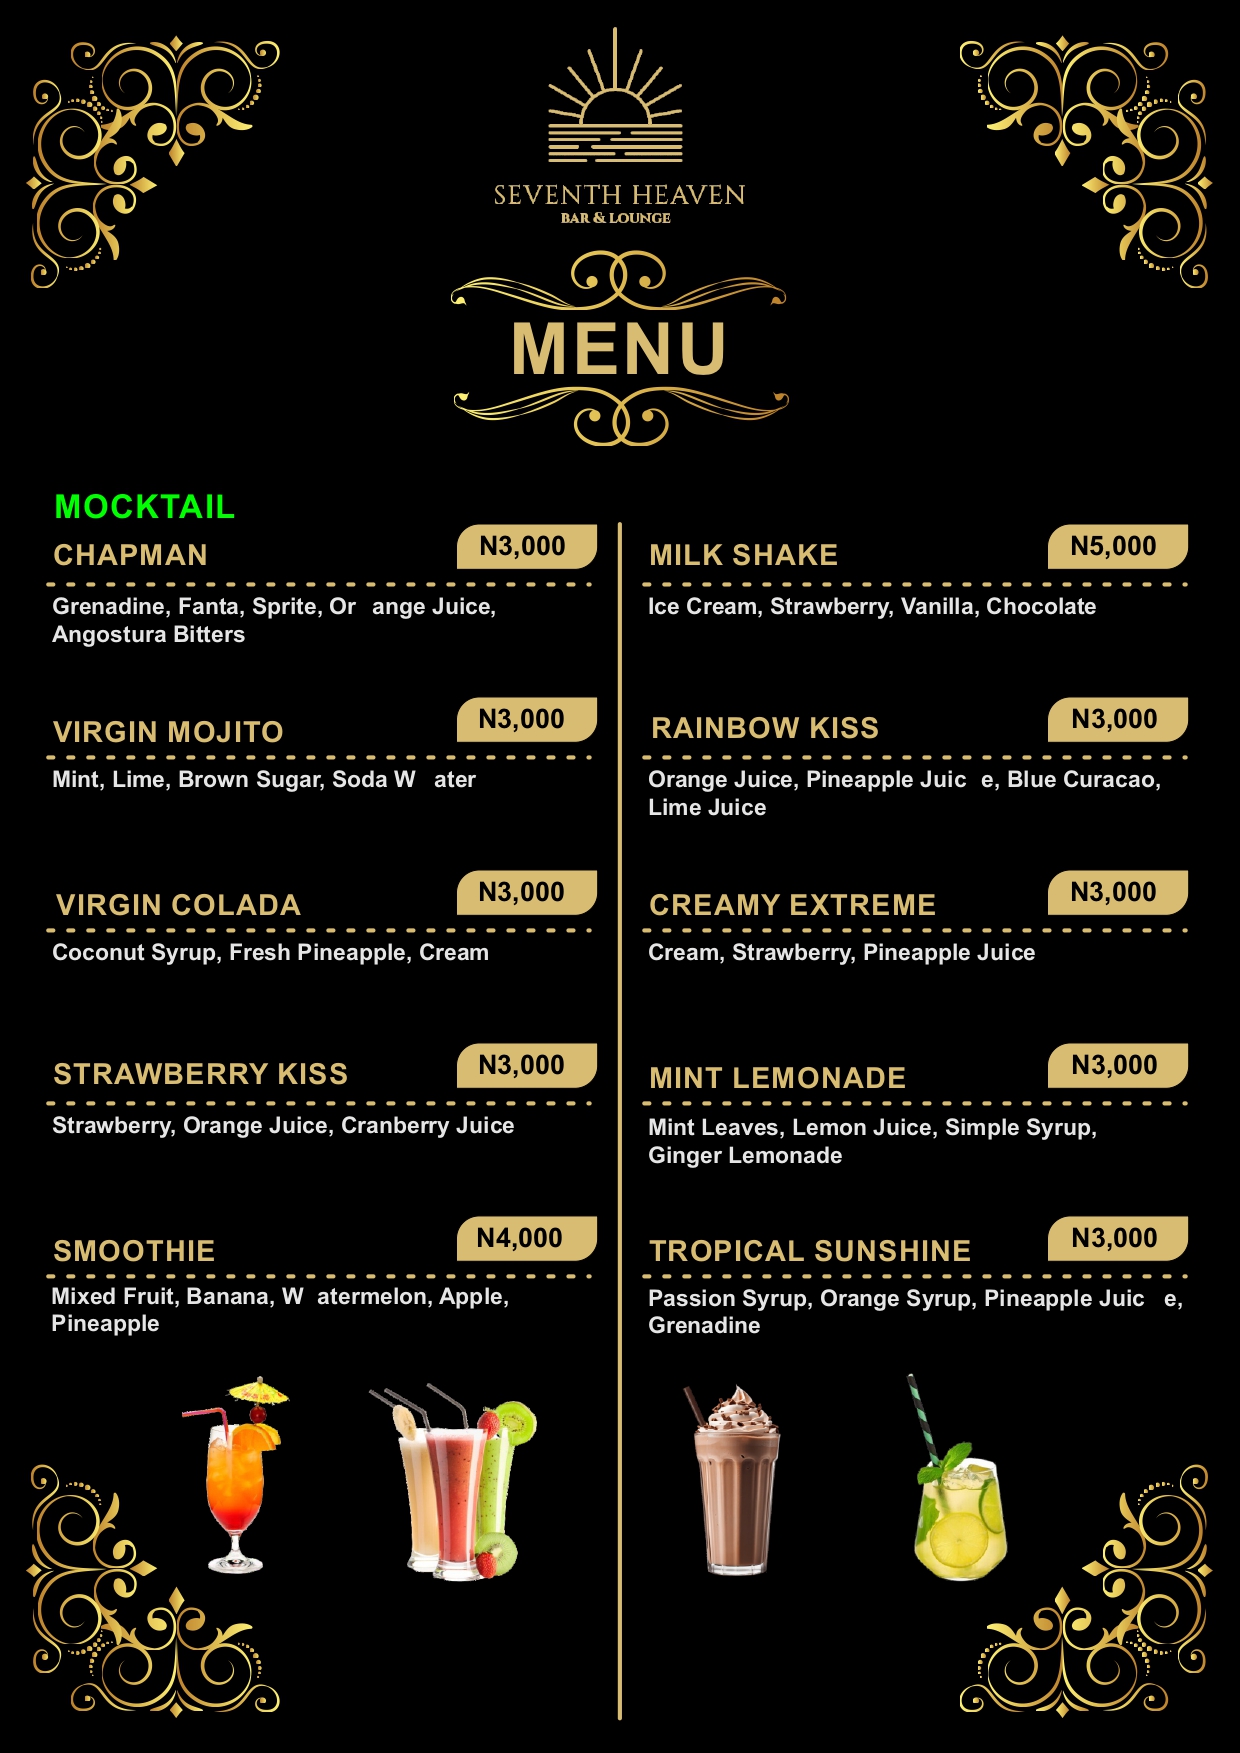 SEVENTH HEAVEN
BAR & LOUNGE
MENU
MOCKTAIL
CHAPMAN
N3,000
Grenadine, Fanta, Sprite, Or ange Juice,
Angostura Bitters
VIRGIN MOJITO
N3,000
Mint, Lime, Brown Sugar, Soda W ater
VIRGIN COLADA
N3,000
Coconut Syrup, Fresh Pineapple, Cream
STRAWBERRY KISS
N3,000
Strawberry, Orange Juice, Cranberry Juice
SMOOTHIE
N4,000
Mixed Fruit, Banana, W atermelon, Apple,
Pineapple
MILK SHAKE
N5,000
Ice Cream, Strawberry, Vanilla, Chocolate
RAINBOW KISS
N3,000
Orange Juice, Pineapple Juic e, Blue Curacao,
Lime Juice
CREAMY EXTREME
N3,000
Cream, Strawberry, Pineapple Juice
MINT LEMONADE
N3,000
Mint Leaves, Lemon Juice, Simple Syrup,
Ginger Lemonade
TROPICAL SUNSHINE
N3,000
Passion Syrup, Orange Syrup, Pineapple Juic e,
Grenadine